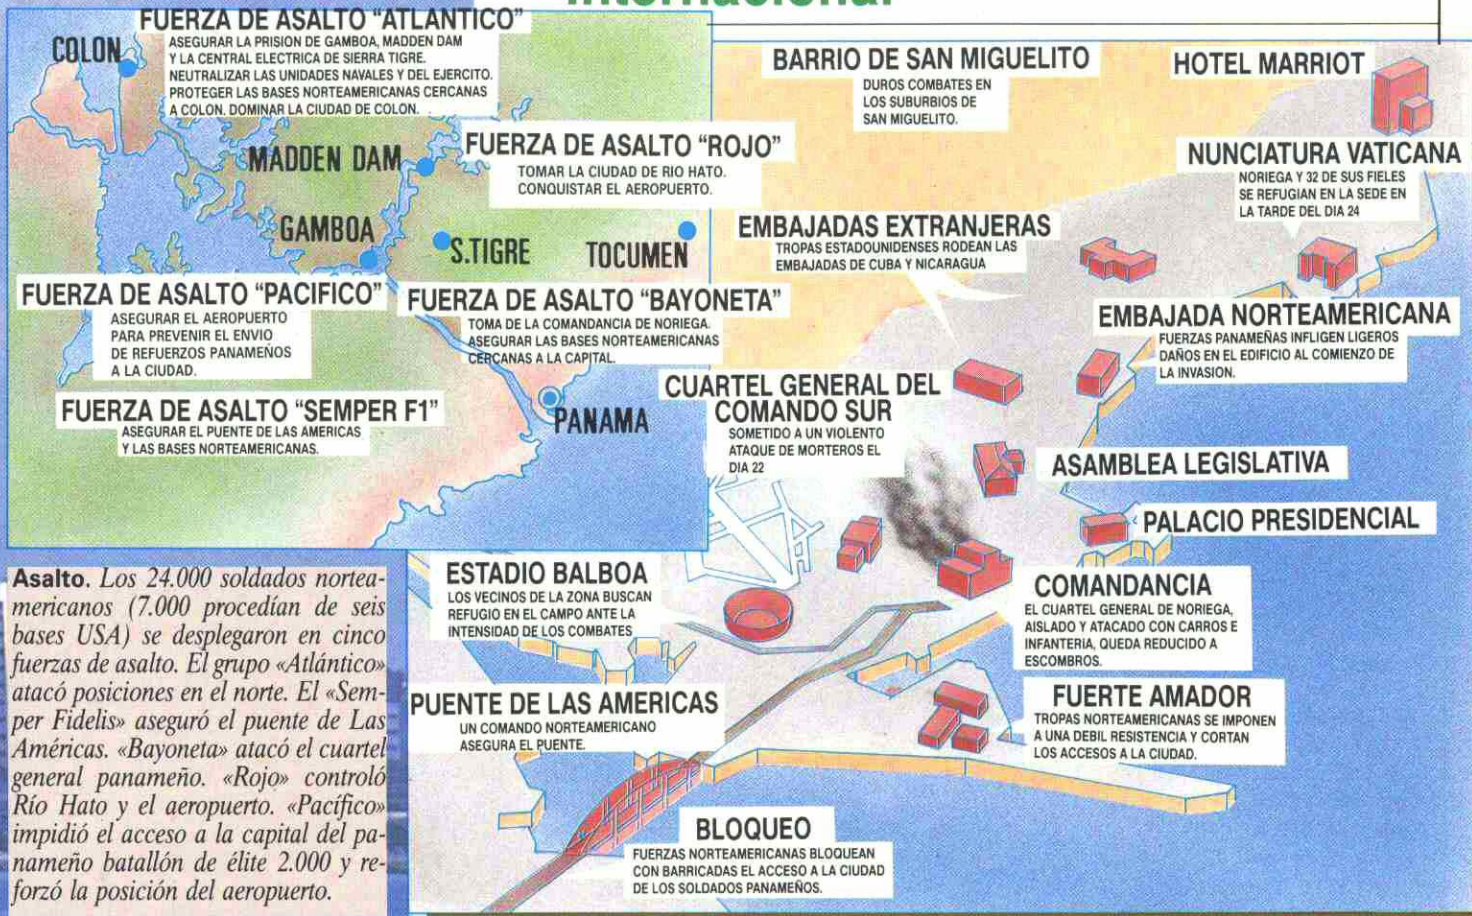 Internacional
FUERZA DE ASALTO “ATLANTICO”
ASEGURAR LA PRISION DE GAMBOA, MADDEN DAM
Y LA CENTRAL ELECTRICA DE SIERRA TIGRE.
NEUTRALIZAR LAS UNIDADES NAVALES Y DEL EJERCITO.
PROTEGER LAS BASES NORTEAMERICANAS CERCANAS
A COLON. DOMINAR LA CIUDAD DE COLON.
COLON
MADDEN DAM
FUERZA DE ASALTO “ROJO”
TOMAR LA CIUDAD DE RIO HATO.
CONQUISTAR EL AEROPUERTO.
GAMBOA
S.TIGRE
TOCUMEN
FUERZA DE ASALTO “PACIFICO”
ASEGURAR EL AEROPUERTO
PARA PREVENIR EL ENVIO
DE REFUERZOS PANAMEÑOS
A LA CIUDAD.
FUERZA DE ASALTO “BAYONETA”
TOMA DE LA COMANDANCIA DE NORIEGA.
ASEGURAR LAS BASES NORTEAMERICANAS
CERCANAS A LA CAPITAL.
FUERZA DE ASALTO “SEMPER F1”
ASEGURAR EL PUENTE DE LAS AMERICAS
Y LAS BASES NORTEAMERICANAS.
PANAMA
BARRIO DE SAN MIGUELITO
DUROS COMBATES EN
LOS SUBURBIOS DE
SAN MIGUELITO.
HOTEL MARRIOT
NUNCIATURA VATICANA
NORIEGA Y 32 DE SUS FIELES
SE REFUGIAN EN LA SEDE EN
LA TARDE DEL DIA 24
EMBAJADAS EXTRANJERAS
TROPAS ESTADOUNIDENSES RODEAN LAS
EMBAJADAS DE CUBA Y NICARAGUA
EMBAJADA NORTEAMERICANA
FUERZAS PANAMEÑAS INFLIGEN LIGEROS
DAÑOS EN EL EDIFICIO AL COMIENZO DE
LA INVASION.
CUARTEL GENERAL DEL
COMANDO SUR
SOMETIDO A UN VIOLENTO
ATAQUE DE MORTEROS EL
DIA 22
ASAMBLEA LEGISLATIVA
PALACIO PRESIDENCIAL
ESTADIO BALBOA
LOS VECINOS DE LA ZONA BUSCAN
REFUGIO EN EL CAMPO ANTE LA
INTENSIDAD DE LOS COMBATES
COMANDANCIA
EL CUARTEL GENERAL DE NORIEGA,
AISLADO Y ATACADO CON CARROS E
INFANTERIA, QUEDA REDUCIDO A
ESCOMBROS.
PUENTE DE LAS AMERICAS
UN COMANDO NORTEAMERICANO
ASEGURA EL PUENTE.
FUERTE AMADOR
TROPAS NORTEAMERICANAS SE IMPONEN
A UNA DEBIL RESISTENCIA Y CORTAN
LOS ACCESOS A LA CIUDAD.
BLOQUEO
FUERZAS NORTEAMERICANAS BLOQUEAN
CON BARRICADAS EL ACCESO A LA CIUDAD
DE LOS SOLDADOS PANAMEÑOS.
Asalto. Los 24.000 soldados nortea-
mericanos (7.000 procedían de seis
bases USA) se desplegaron en cinco
fuerzas de asalto. El grupo «Atlántico»
atacó posiciones en el norte. El «Sem-
per Fidelis» aseguró el puente de Las
Américas. «Bayoneta» atacó el cuartel
general panameño. «Rojo» controló
Río Hato y el aeropuerto. «Pacífico»
impidió el acceso a la capital del pa-
nameño batallón de élite 2.000 y re-
forzó la posición del aeropuerto.